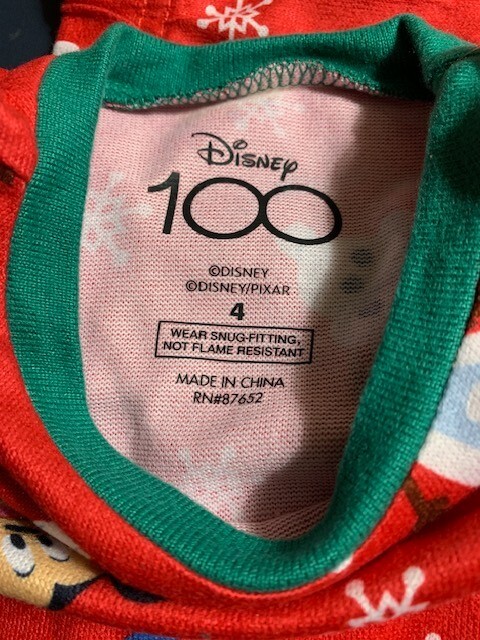 Disney
100
©DISNEY
©DISNEY/PIXAR
4
WEAR SNUG-FITTING,
NOT FLAME RESISTANT
MADE IN CHINA
RN#87652